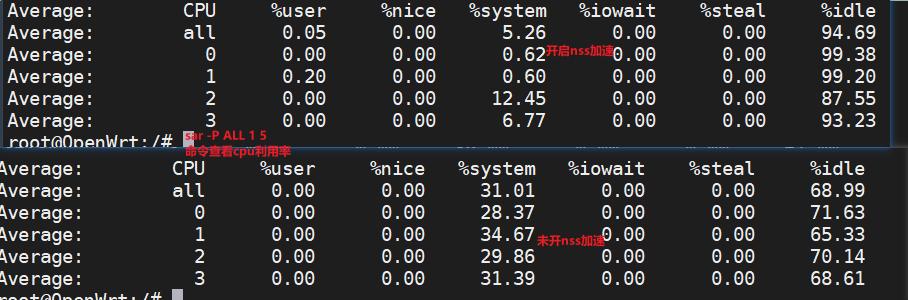 Average: CPU %user %nice %system %iowait %steal %idle
Average: all 0.05 0.00 5.26 0.00 0.00 94.69
Average: 0 0.00 0.00 0.62 0.00 0.00 99.38
开启nss加速
Average: 1 0.20 0.00 0.60 0.00 0.00 99.20
Average: 2 0.00 0.00 12.45 0.00 0.00 87.55
Average: 3 0.00 0.00 6.77 0.00 0.00 93.23
root@OpenWrt:/#
sar -P ALL 1 5
命令查看cpu利用率
Average: CPU %user %nice %system %iowait %steal %idle
Average: all 0.00 0.00 31.01 0.00 0.00 68.99
Average: 0 0.00 0.00 28.37 0.00 0.00 71.63
Average: 1 0.00 0.00 34.67 0.00 0.00 65.33
未开nss加速
Average: 2 0.00 0.00 29.86 0.00 0.00 70.14
Average: 3 0.00 0.00 31.39 0.00 0.00 68.61
root@OpenWrt:/#